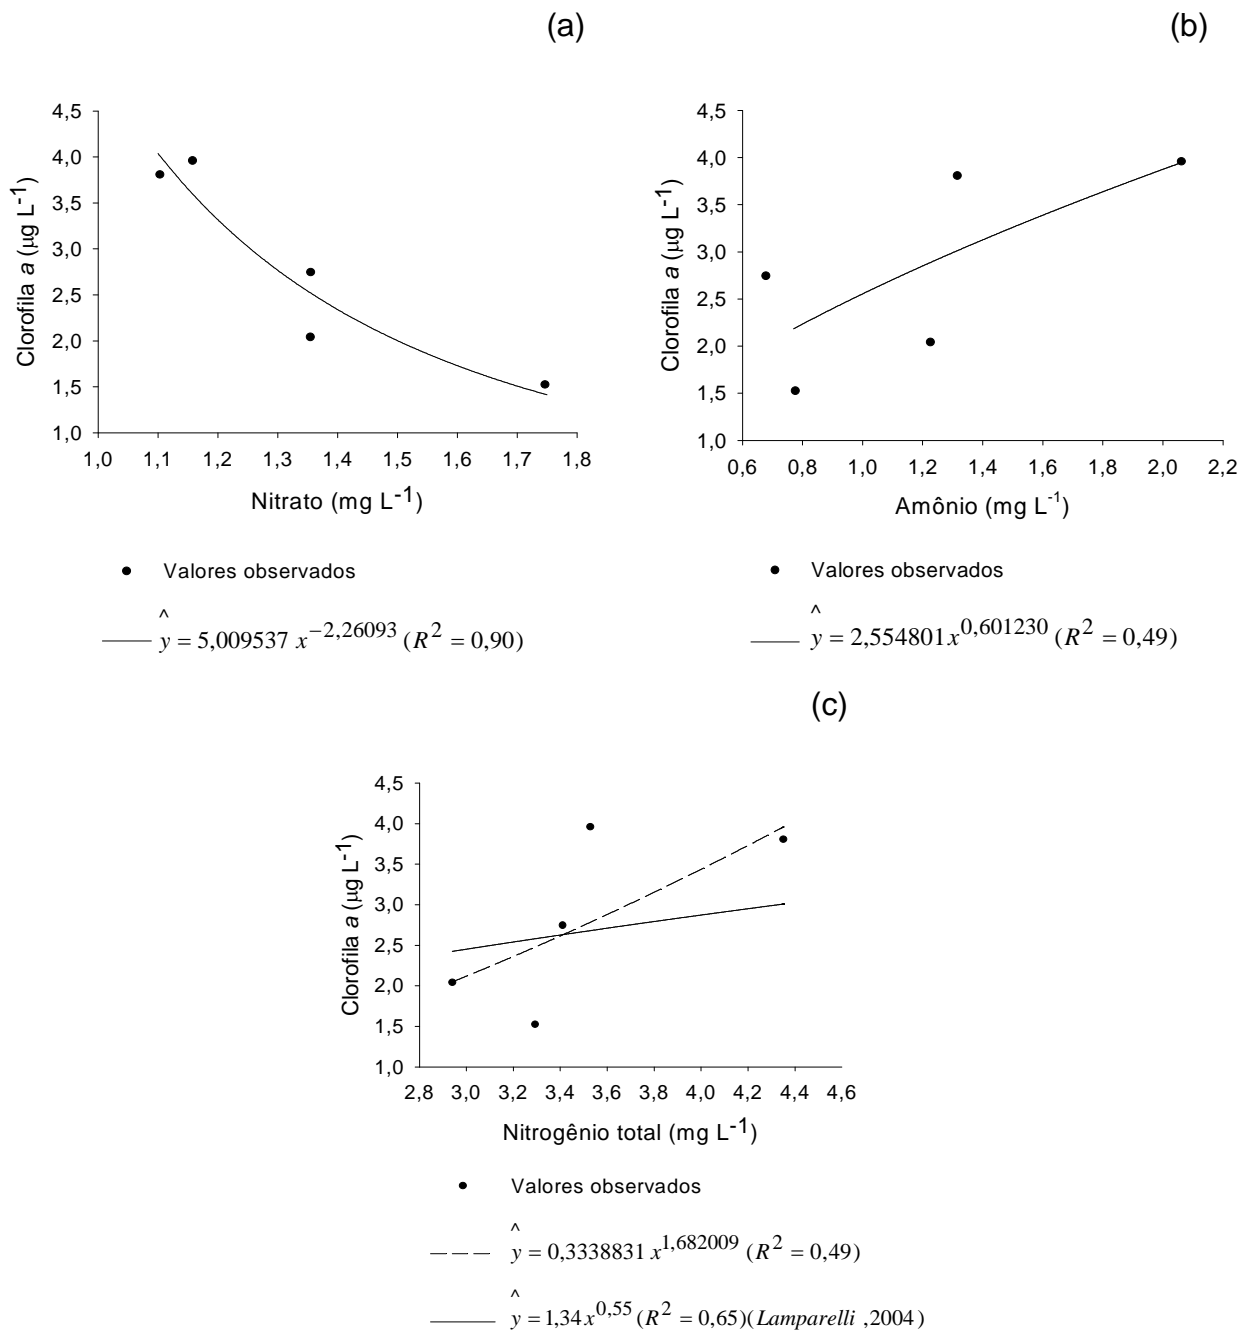 (a)
4,5
4,0
3,5
3,0
2,5
2,0
1,5
1,0
Clorofila a (µg L-1)
1,0 1,1 1,2 1,3 1,4 1,5 1,6 1,7 1,8
Nitrato (mg L-1)
Valores observados
ŷ = 5,009537 x^−2,26093 (R² = 0,90)
(b)
4,5
4,0
3,5
3,0
2,5
2,0
1,5
1,0
Clorofila a (µg L-1)
0,6 0,8 1,0 1,2 1,4 1,6 1,8 2,0 2,2
Amônio (mg L-1)
Valores observados
ŷ = 2,554801x^0,601230 (R² = 0,49)
(c)
4,5
4,0
3,5
3,0
2,5
2,0
1,5
1,0
Clorofila a (µg L-1)
2,8 3,0 3,2 3,4 3,6 3,8 4,0 4,2 4,4 4,6
Nitrogênio total (mg L-1)
Valores observados
ŷ = 0,3338831 x^1,682009 (R² = 0,49)
ŷ = 1,34 x^0,55 (R² = 0,65)(Lamparelli ,2004)